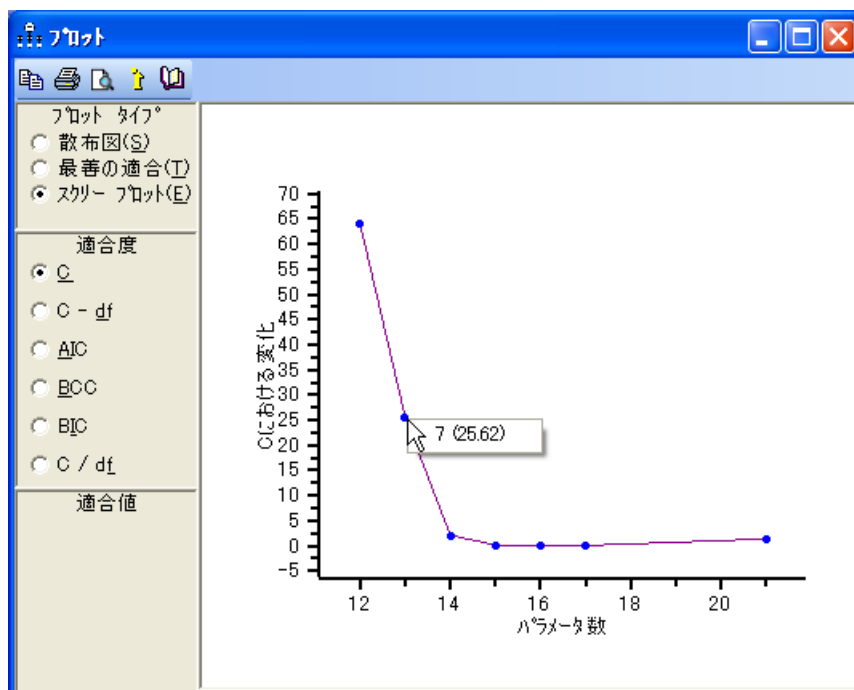 ﾌﾟﾛｯﾄ
ﾌﾟﾛｯﾄ ﾀｲﾌﾟ
散布図(S)
最善の適合(T)
ｽｸﾘｰ ﾌﾟﾛｯﾄ(E)
適合度
C
C - df
AIC
BCC
BIC
C / df
適合値
Cにおける変化
70
65
60
55
50
45
40
35
30
25
20
15
10
5
0
-5
7 (25.62)
12 14 16 18 20
ﾊﾟﾗﾒｰﾀ数